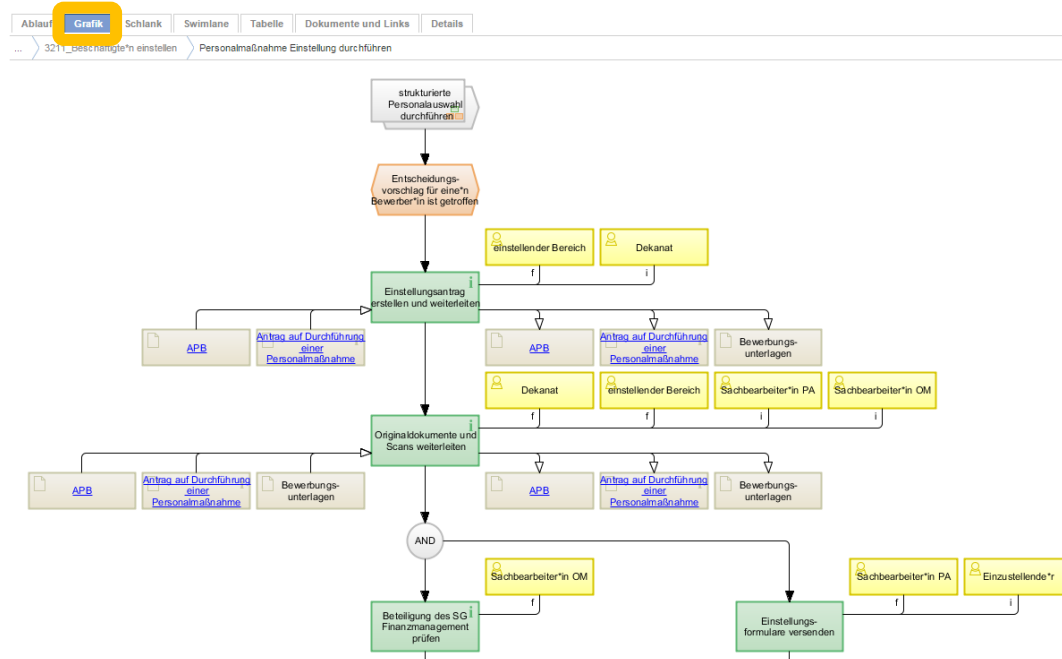 Ablauf Grafik Schlank Swimlane Tabelle Dokumente und Links Details
... 3211_Beschäftigte*n einstellen Personalmaßnahme Einstellung durchführen
strukturierte
Personalauswahl
durchführen
Entscheidungs-
vorschlag für eine*n
Bewerber*in ist getroffen
einstellender Bereich
Dekanat
f
i
Einstellungsantrag
erstellen und weiterleiten
APB
Antrag auf Durchführung
einer
Personalmaßnahme
APB
Antrag auf Durchführung
einer
Personalmaßnahme
Bewerbungs-
unterlagen
Dekanat
einstellender Bereich
Sachbearbeiter*in PA
Sachbearbeiter*in OM
f
f
i
i
Originaldokumente und
Scans weiterleiten
APB
Antrag auf Durchführung
einer
Personalmaßnahme
Bewerbungs-
unterlagen
APB
Antrag auf Durchführung
einer
Personalmaßnahme
Bewerbungs-
unterlagen
AND
Sachbearbeiter*in OM
f
Sachbearbeiter*in PA
Einzustellende*r
f
i
Beteiligung des SG
Finanzmanagement
prüfen
Einstellungs-
formulare versenden